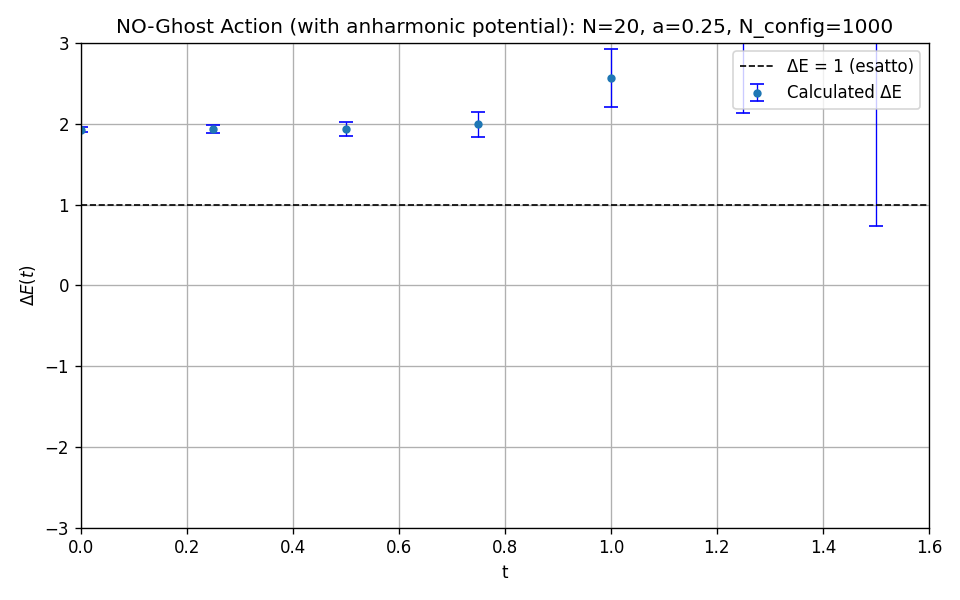 NO-Ghost Action (with anharmonic potential): N=20, a=0.25, N_config=1000
3
2
1
0
−1
−2
−3
ΔE(t)
ΔE = 1 (esatto)
Calculated ΔE
0.0 0.2 0.4 0.6 0.8 1.0 1.2 1.4 1.6
t